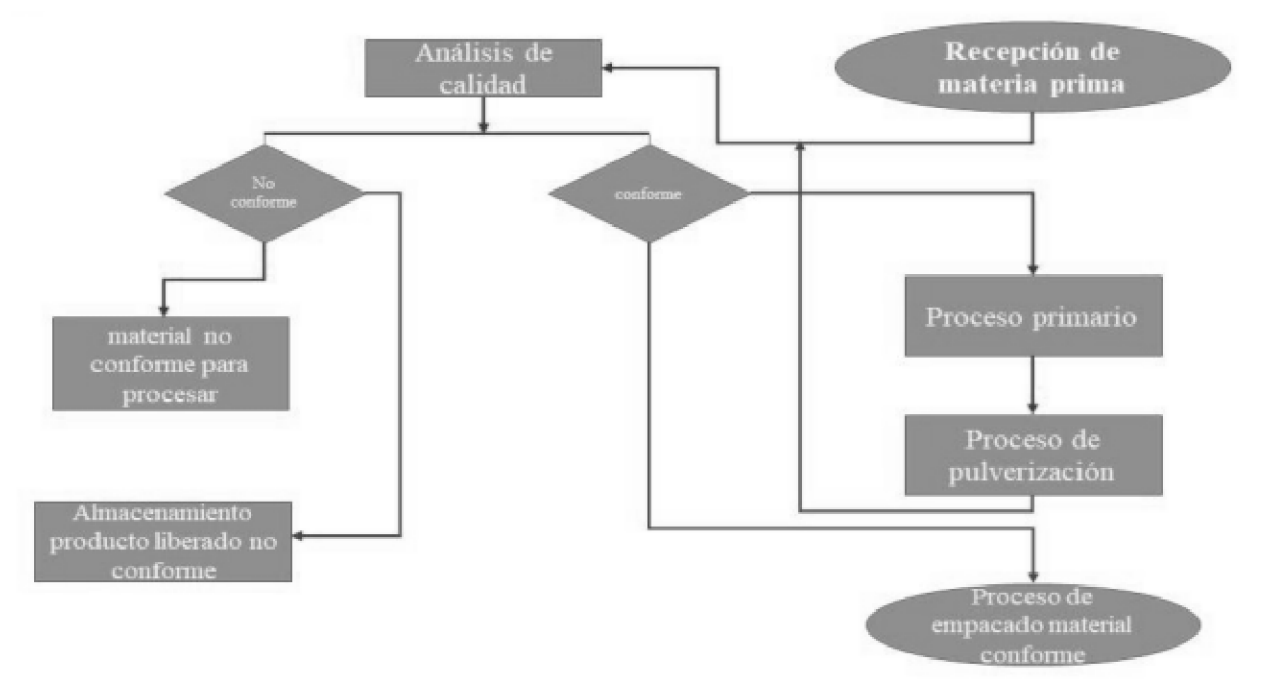 Análisis de
calidad
Recepción de
materia prima
No
conforme
conforme
material no
conforme para
procesar
Proceso primario
Proceso de
pulverización
Almacenamiento
producto liberado no
conforme
Proceso de
empacado material
conforme